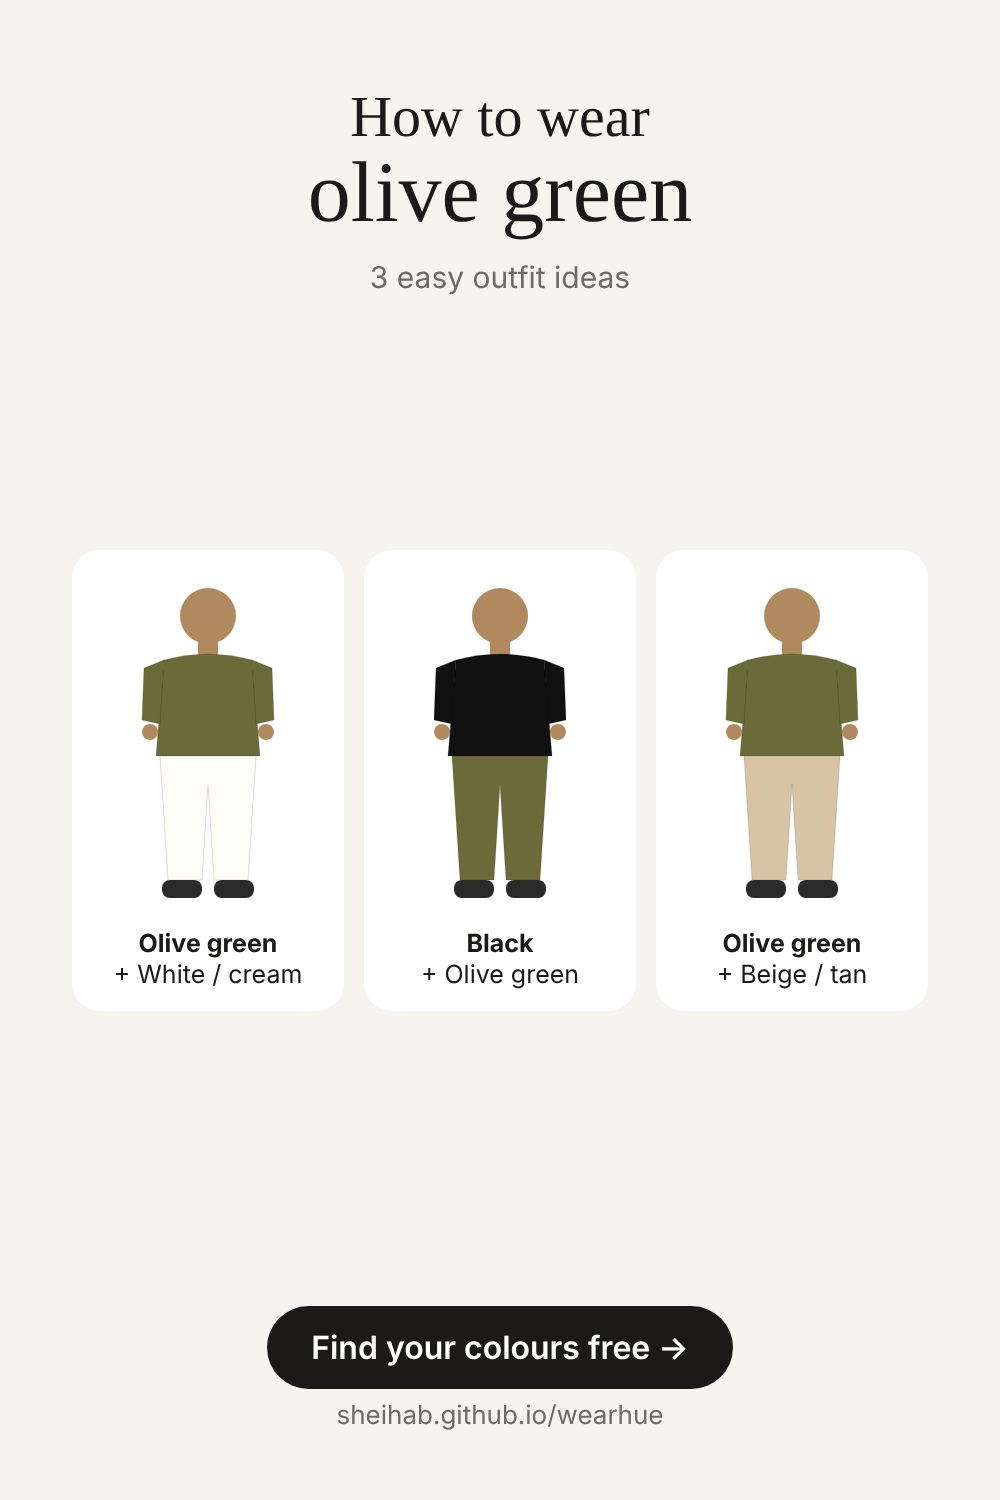 How to wear
olive green
3 easy outfit ideas
Olive green
+ White / cream
Black
+ Olive green
Olive green
+ Beige / tan
Find your colours free →
sheihab.github.io/wearhue